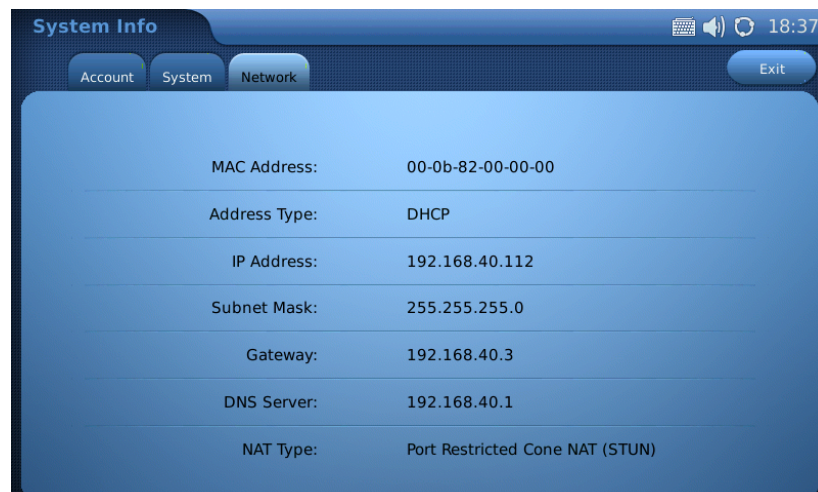 System Info
18:37
Account System Network
Exit
MAC Address: 00-0b-82-00-00-00
Address Type: DHCP
IP Address: 192.168.40.112
Subnet Mask: 255.255.255.0
Gateway: 192.168.40.3
DNS Server: 192.168.40.1
NAT Type: Port Restricted Cone NAT (STUN)